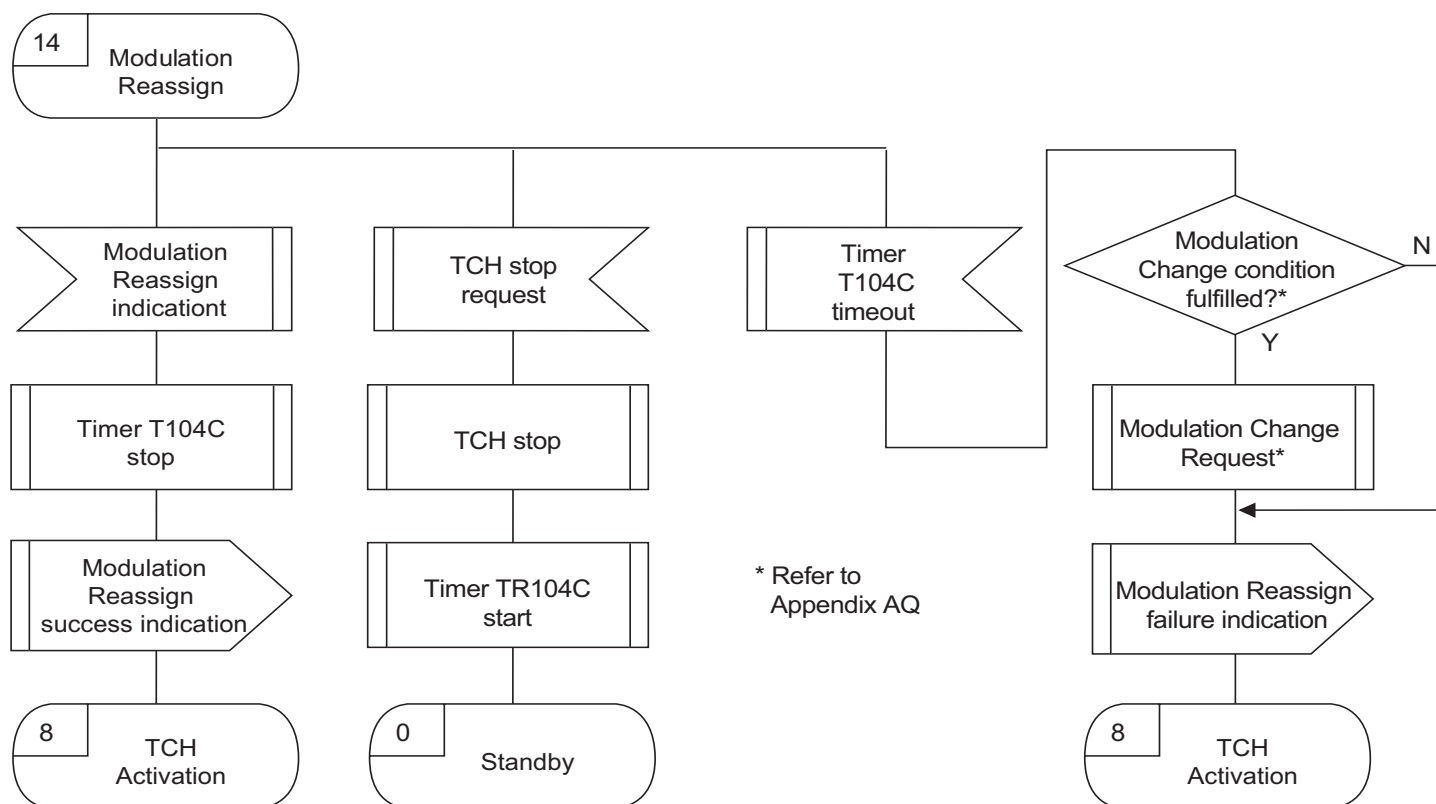 14
Modulation
Reassign
Modulation
Reassign
indicationt
Timer T104C
stop
Modulation
Reassign
success indication
8
TCH
Activation
TCH stop
request
TCH stop
Timer TR104C
start
0
Standby
Timer
T104C
timeout
* Refer to
Appendix AQ
Modulation
Change condition
fulfilled?*
N
Y
Modulation Change
Request*
Modulation Reassign
failure indication
8
TCH
Activation